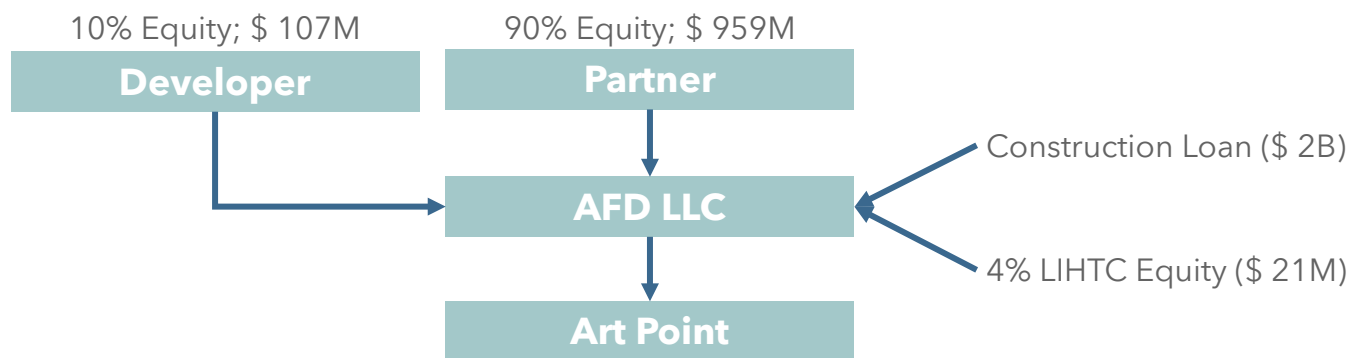 10% Equity; $ 107M
90% Equity; $ 959M
Developer
Partner
Construction Loan ($ 2B)
AFD LLC
4% LIHTC Equity ($ 21M)
Art Point